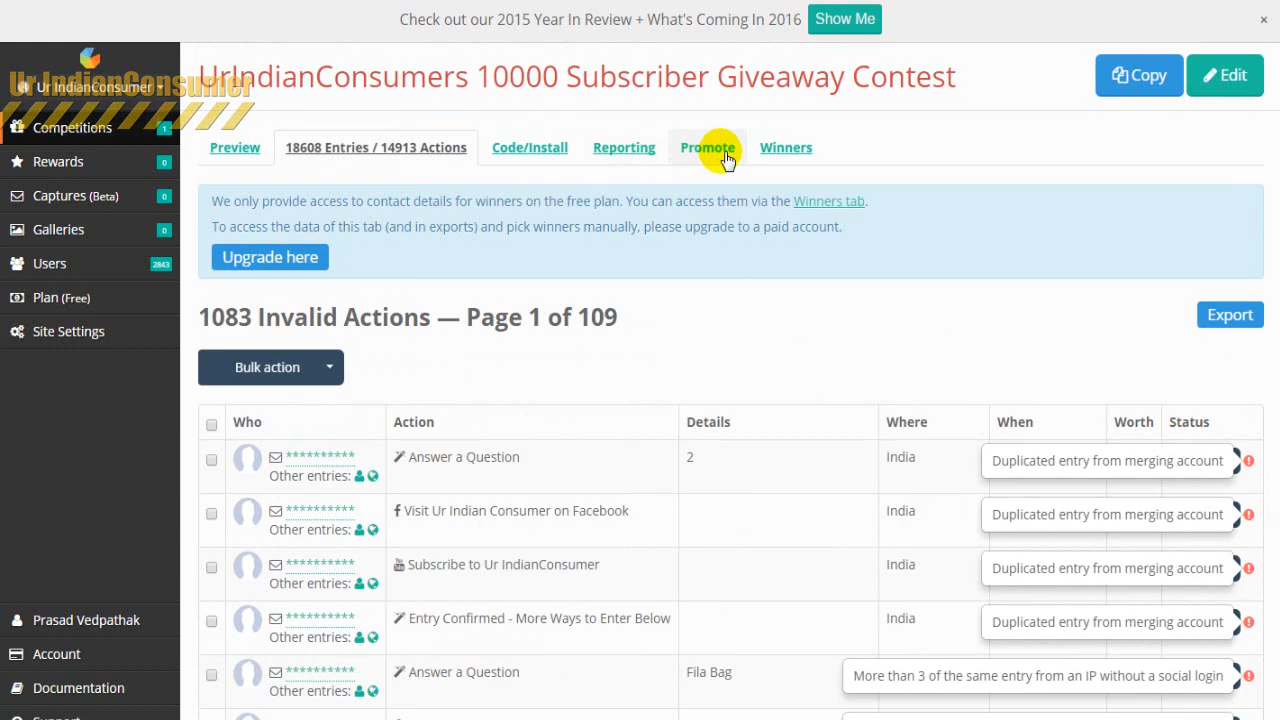 Check out our 2015 Year In Review + What's Coming In 2016 Show Me ×
Ur IndianConsumer
Ur IndianConsumer
UrIndianConsumers 10000 Subscriber Giveaway Contest
Copy
Edit
Competitions 1
Rewards 0
Captures (Beta) 0
Galleries 0
Users 2843
Plan (Free)
Site Settings
Prasad Vedpathak
Account
Documentation
Support
Preview 18608 Entries / 14913 Actions Code/Install Reporting Promote Winners
We only provide access to contact details for winners on the free plan. You can access them via the Winners tab.
To access the data of this tab (and in exports) and pick winners manually, please upgrade to a paid account.
Upgrade here
1083 Invalid Actions — Page 1 of 109
Export
Bulk action
Who Action Details Where When Worth Status
********** Answer a Question 2 India Duplicated entry from merging account
Other entries:
********** Visit Ur Indian Consumer on Facebook India Duplicated entry from merging account
Other entries:
********** Subscribe to Ur IndianConsumer India Duplicated entry from merging account
Other entries:
********** Entry Confirmed - More Ways to Enter Below India Duplicated entry from merging account
Other entries:
********** Answer a Question Fila Bag More than 3 of the same entry from an IP without a social login
Other entries: